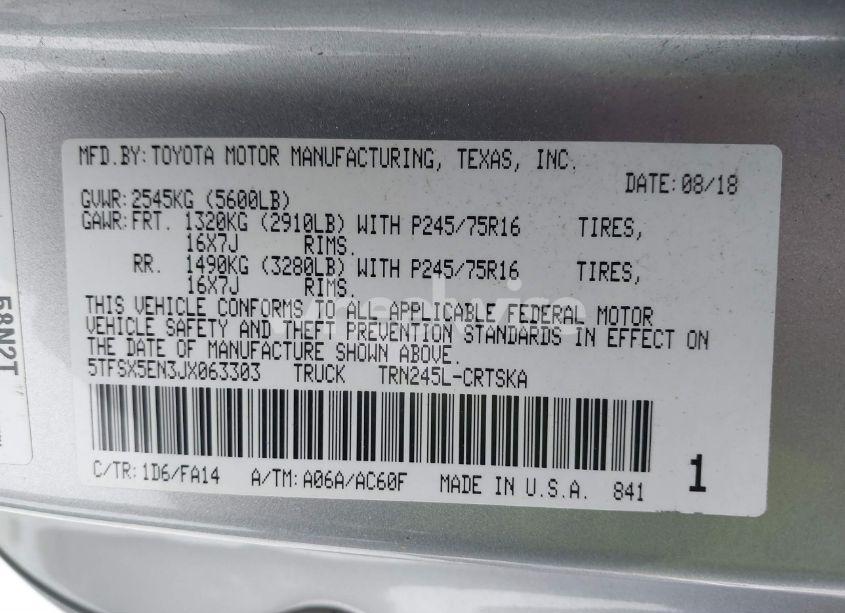 MFD.BY:TOYOTA MOTOR MANUFACTURING, TEXAS, INC.
DATE:08/18
GVWR:2545KG (5600LB)
GAWR:FRT. 1320KG (2910LB) WITH P245/75R16 TIRES,
16X7J RIMS.
RR. 1490KG (3280LB) WITH P245/75R16 TIRES,
16X7J RIMS.
THIS VEHICLE CONFORMS TO ALL APPLICABLE FEDERAL MOTOR
VEHICLE SAFETY AND THEFT PREVENTION STANDARDS IN EFFECT ON
THE DATE OF MANUFACTURE SHOWN ABOVE.
5TFSX5EN3JX063303 TRUCK TRN245L-CRTSKA
C/TR:1D6/FA14 A/TM:A06A/AC60F MADE IN U.S.A. 841
1
58N2T